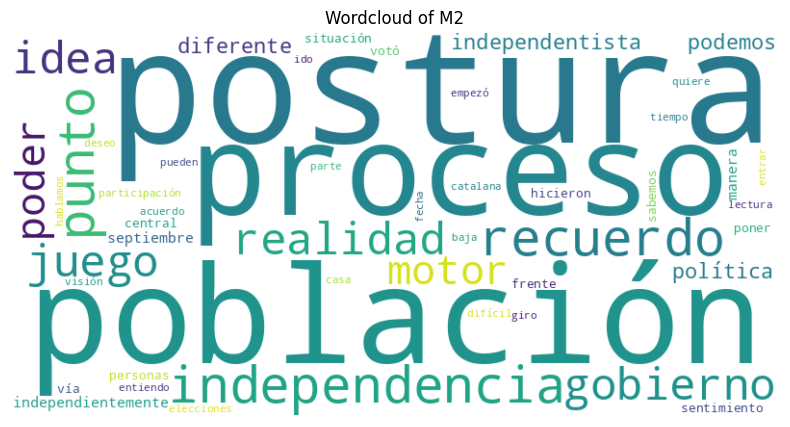 Wordcloud of M2
idea
diferente
situación
votó
independentista
podemos
ido
postura
quiere
empezó
tiempo
poder
punto
deseo
pueden
proceso
parte
catalana
hicieron
sabemos
manera
entrar
hablamos
participación
acuerdo
fecha
lectura
central
septiembre
realidad
baja
recuerdo
poner
juego
visión
motor
frente
política
casa
población
difícil
giro
personas
vía
entiendo
independencia
gobierno
independientemente
elecciones
sentimiento